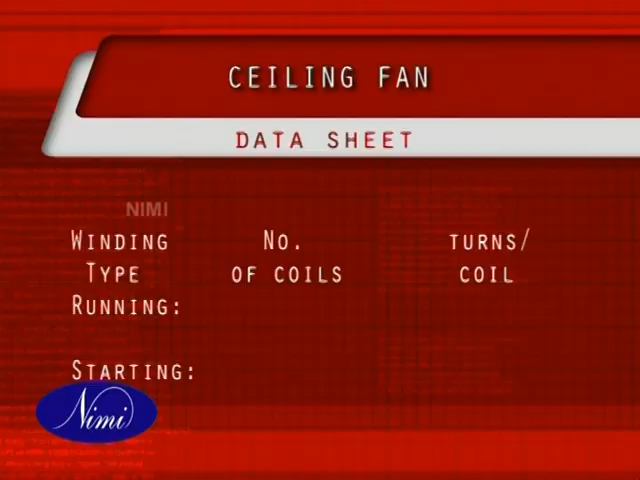 CEILING FAN
DATA SHEET
NIMI
WINDING No. TURNS/
TYPE OF COILS COIL
RUNNING:
STARTING:
Nimi